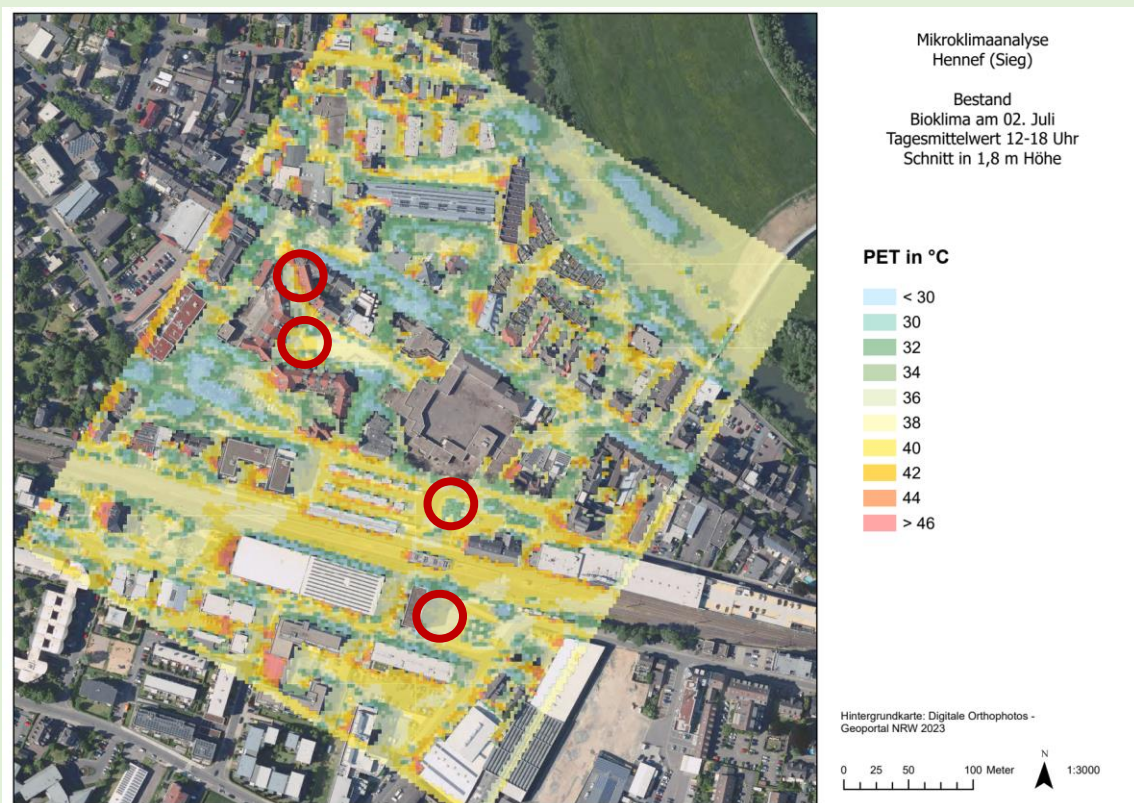 Mikroklimaanalyse
Hennef (Sieg)
Bestand
Bioklima am 02. Juli
Tagesmittelwert 12-18 Uhr
Schnitt in 1,8 m Höhe
PET in °C
< 30
30
32
34
36
38
40
42
44
> 46
Hintergrundkarte: Digitale Orthophotos -
Geoportal NRW 2023
N
0 25 50 100 Meter 1:3000